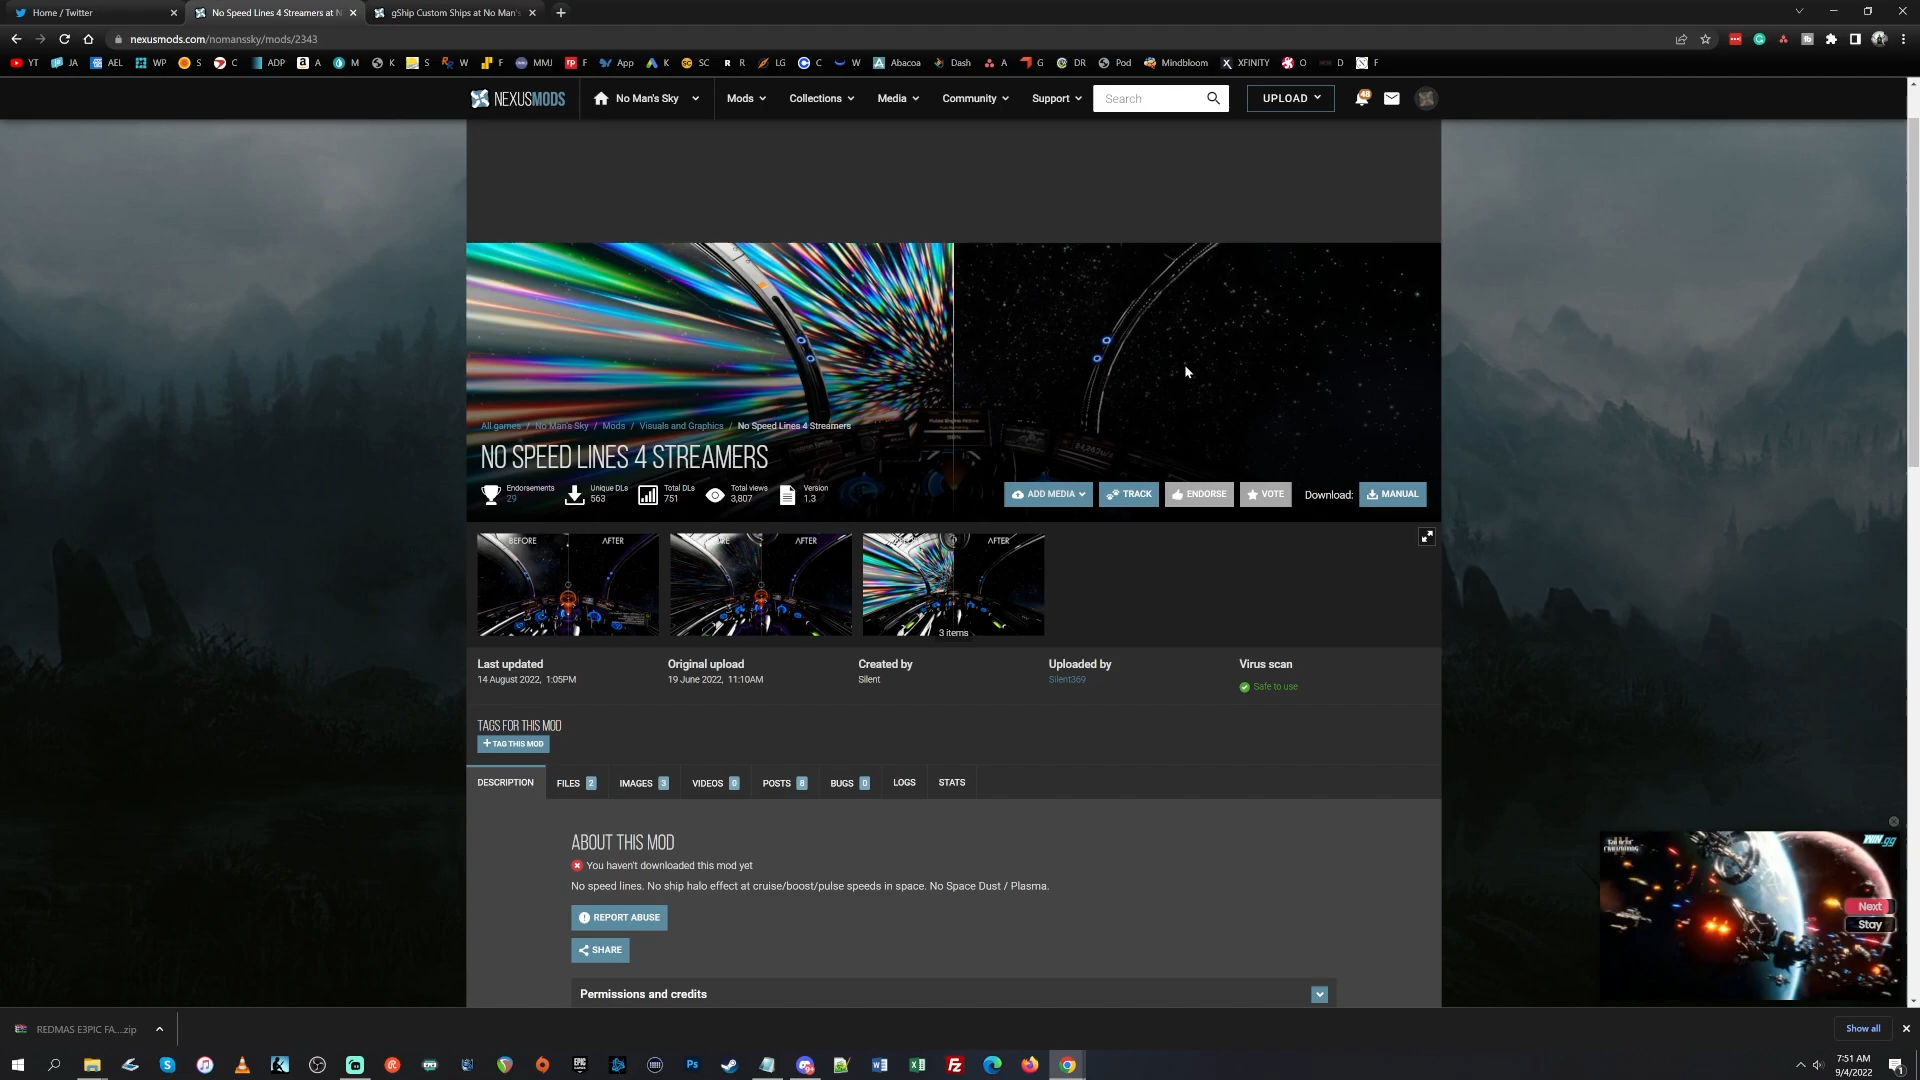 Home / Twitter
No Speed Lines 4 Streamers at N
gShip Custom Ships at No Man's
nexusmods.com/nomanssky/mods/2343
YT JA AEL WP S C ADP A M K S W F MMJ F App K SC R LG C W Abacoa Dash A G DR Pod Mindbloom XFINITY O D F
NEXUSMODS
No Man's Sky
Mods Collections Media Community Support
Search
UPLOAD
48
All games / No Man's Sky / Mods / Visuals and Graphics / No Speed Lines 4 Streamers
NO SPEED LINES 4 STREAMERS
Endorsements
29
Unique DLs
563
Total DLs
751
Total views
3,807
Version
1.3
ADD MEDIA
TRACK
ENDORSE
VOTE
Download:
MANUAL
BEFORE AFTER
AFTER
AFTER
3 items
Last updated
14 August 2022, 1:05PM
Original upload
19 June 2022, 11:10AM
Created by
Silent
Uploaded by
Silent369
Virus scan
Safe to use
TAGS FOR THIS MOD
+ TAG THIS MOD
DESCRIPTION FILES 2 IMAGES 3 VIDEOS 0 POSTS 8 BUGS 0 LOGS STATS
ABOUT THIS MOD
You haven't downloaded this mod yet
No speed lines. No ship halo effect at cruise/boost/pulse speeds in space. No Space Dust / Plasma.
REPORT ABUSE
SHARE
Permissions and credits
WIN.gg
Next
Stay
REDMAS E3PIC FA....zip
Show all
7:51 AM
9/4/2022